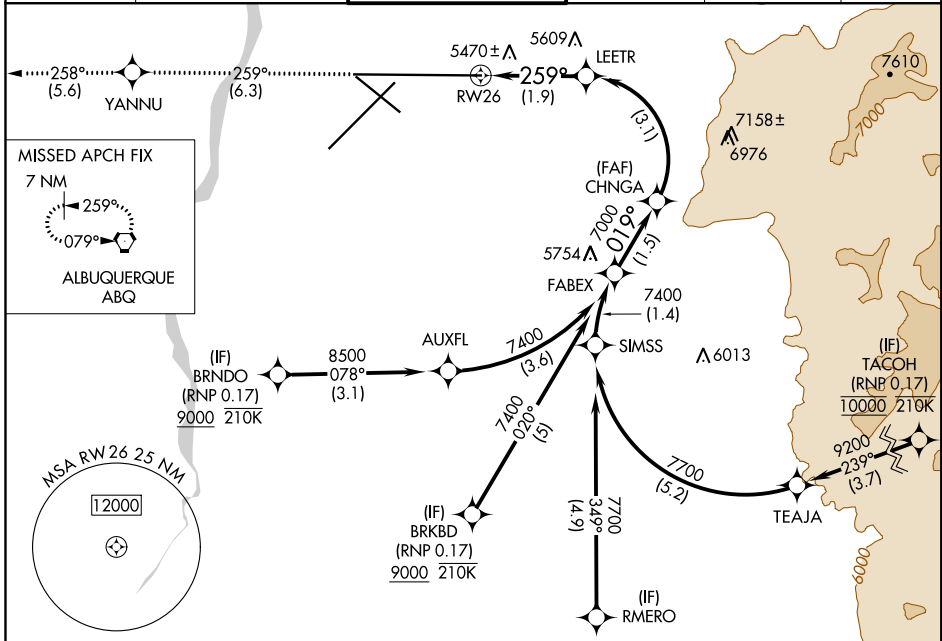 258°
(5.6)
YANNU
259°
(6.3)
5470±
RW26
259°
(1.9)
5609
LEETR
(3.1)
7610
7000
7158±
6976
MISSED APCH FIX
7 NM
259°
079°
ALBUQUERQUE
ABQ
(FAF)
CHNGA
7000
019°
(1.5)
5754
FABEX
7400
(1.4)
SIMSS
6013
(IF)
BRNDO
(RNP 0.17)
9000 210K
8500
078°
(3.1)
AUXFL
7400
(3.6)
7400
020°
(5)
(IF)
BRKBD
(RNP 0.17)
9000 210K
7700
349°
(4.9)
(IF)
RMERO
7700
(5.2)
TEAJA
(IF)
TACOH
(RNP 0.17)
10000 210K
9200
239°
(3.7)
6000
MSA RW26 25 NM
12000